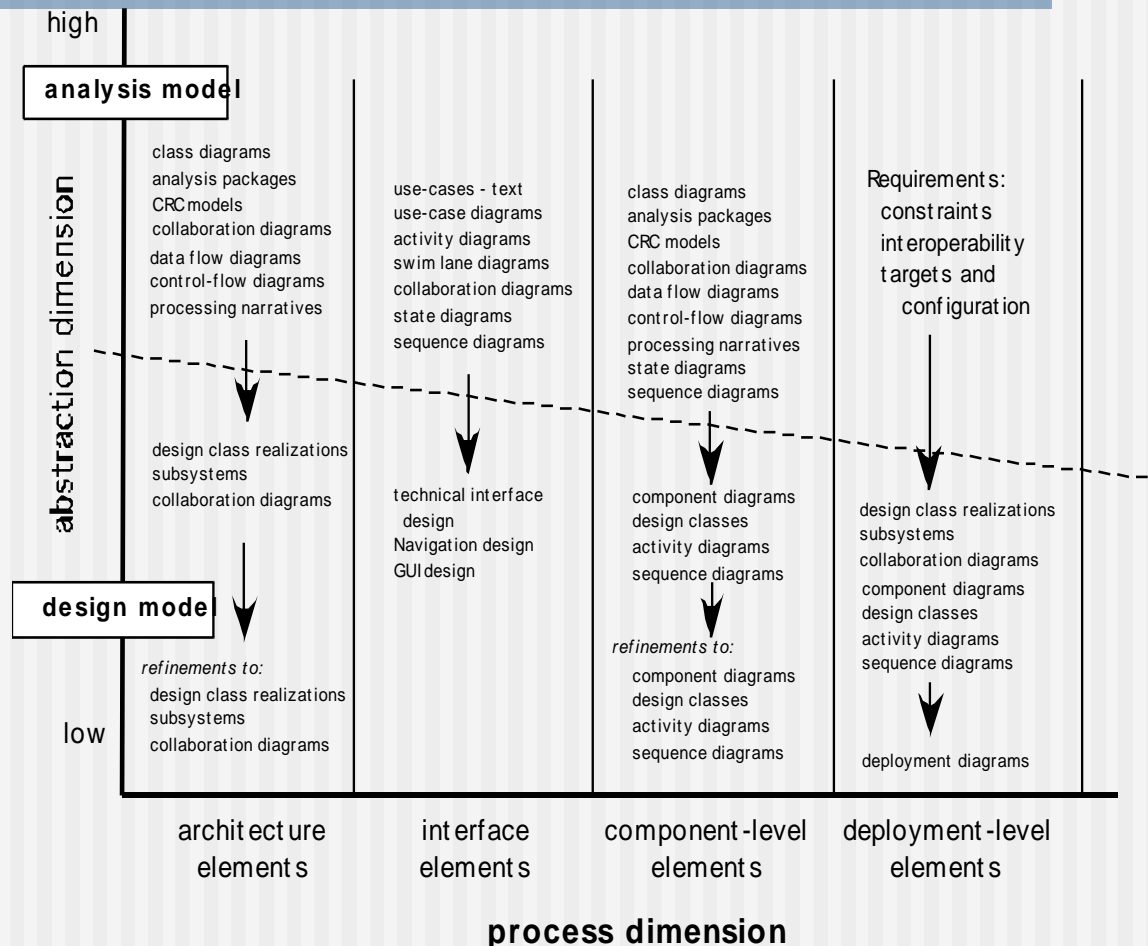 high
analysis model
abstraction dimension
class diagrams
analysis packages
CRC models
collaboration diagrams
data flow diagrams
control-flow diagrams
processing narratives
design class realizations
subsystems
collaboration diagrams
design model
refinements to:
design class realizations
subsystems
collaboration diagrams
low
use-cases - text
use-case diagrams
activity diagrams
swim lane diagrams
collaboration diagrams
state diagrams
sequence diagrams
technical interface
design
Navigation design
GUI design
class diagrams
analysis packages
CRC models
collaboration diagrams
data flow diagrams
control-flow diagrams
processing narratives
state diagrams
sequence diagrams
component diagrams
design classes
activity diagrams
sequence diagrams
refinements to:
component diagrams
design classes
activity diagrams
sequence diagrams
Requirements:
constraints
interoperability
targets and
configuration
design class realizations
subsystems
collaboration diagrams
component diagrams
design classes
activity diagrams
sequence diagrams
deployment diagrams
architecture
elements
interface
elements
component-level
elements
deployment-level
elements
process dimension